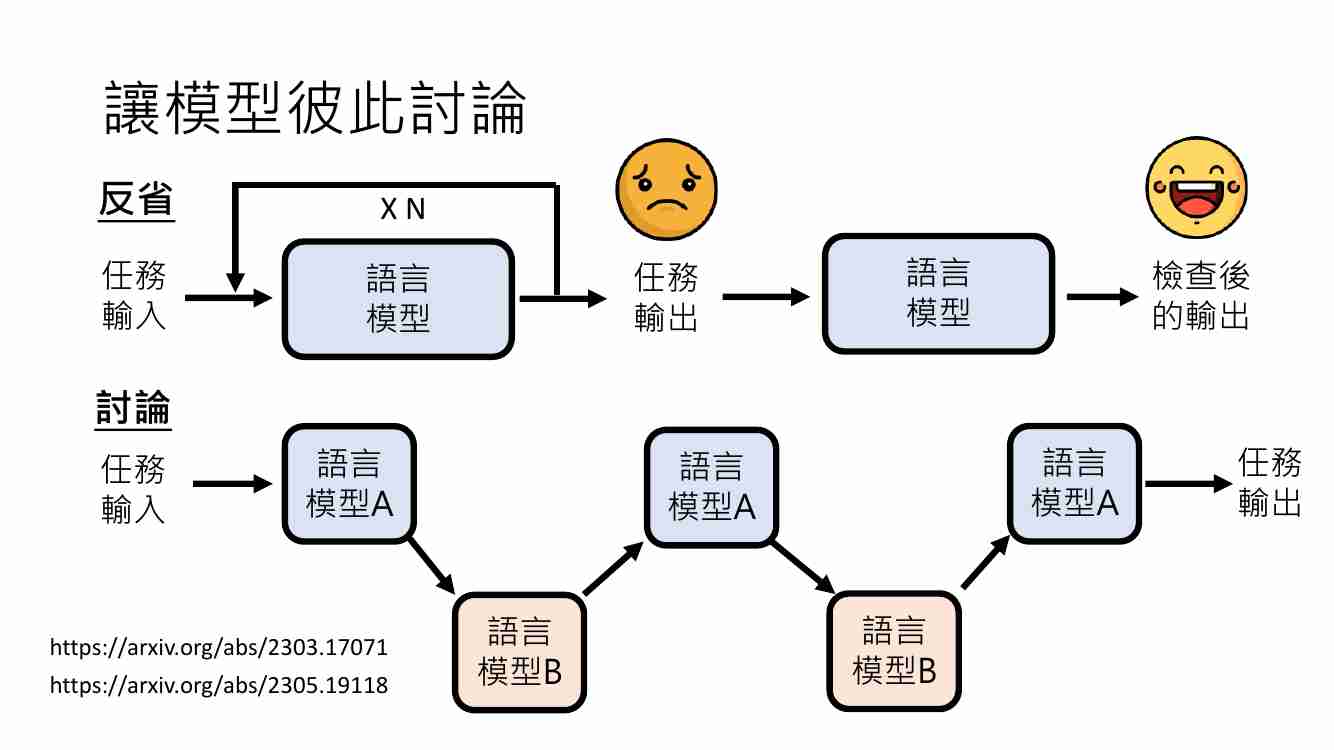 讓模型彼此討論
反省
X N
任務
輸入
語言
模型
任務
輸出
語言
模型
檢查後
的輸出
討論
任務
輸入
語言
模型A
語言
模型B
語言
模型A
語言
模型B
語言
模型A
任務
輸出
https://arxiv.org/abs/2303.17071
https://arxiv.org/abs/2305.19118